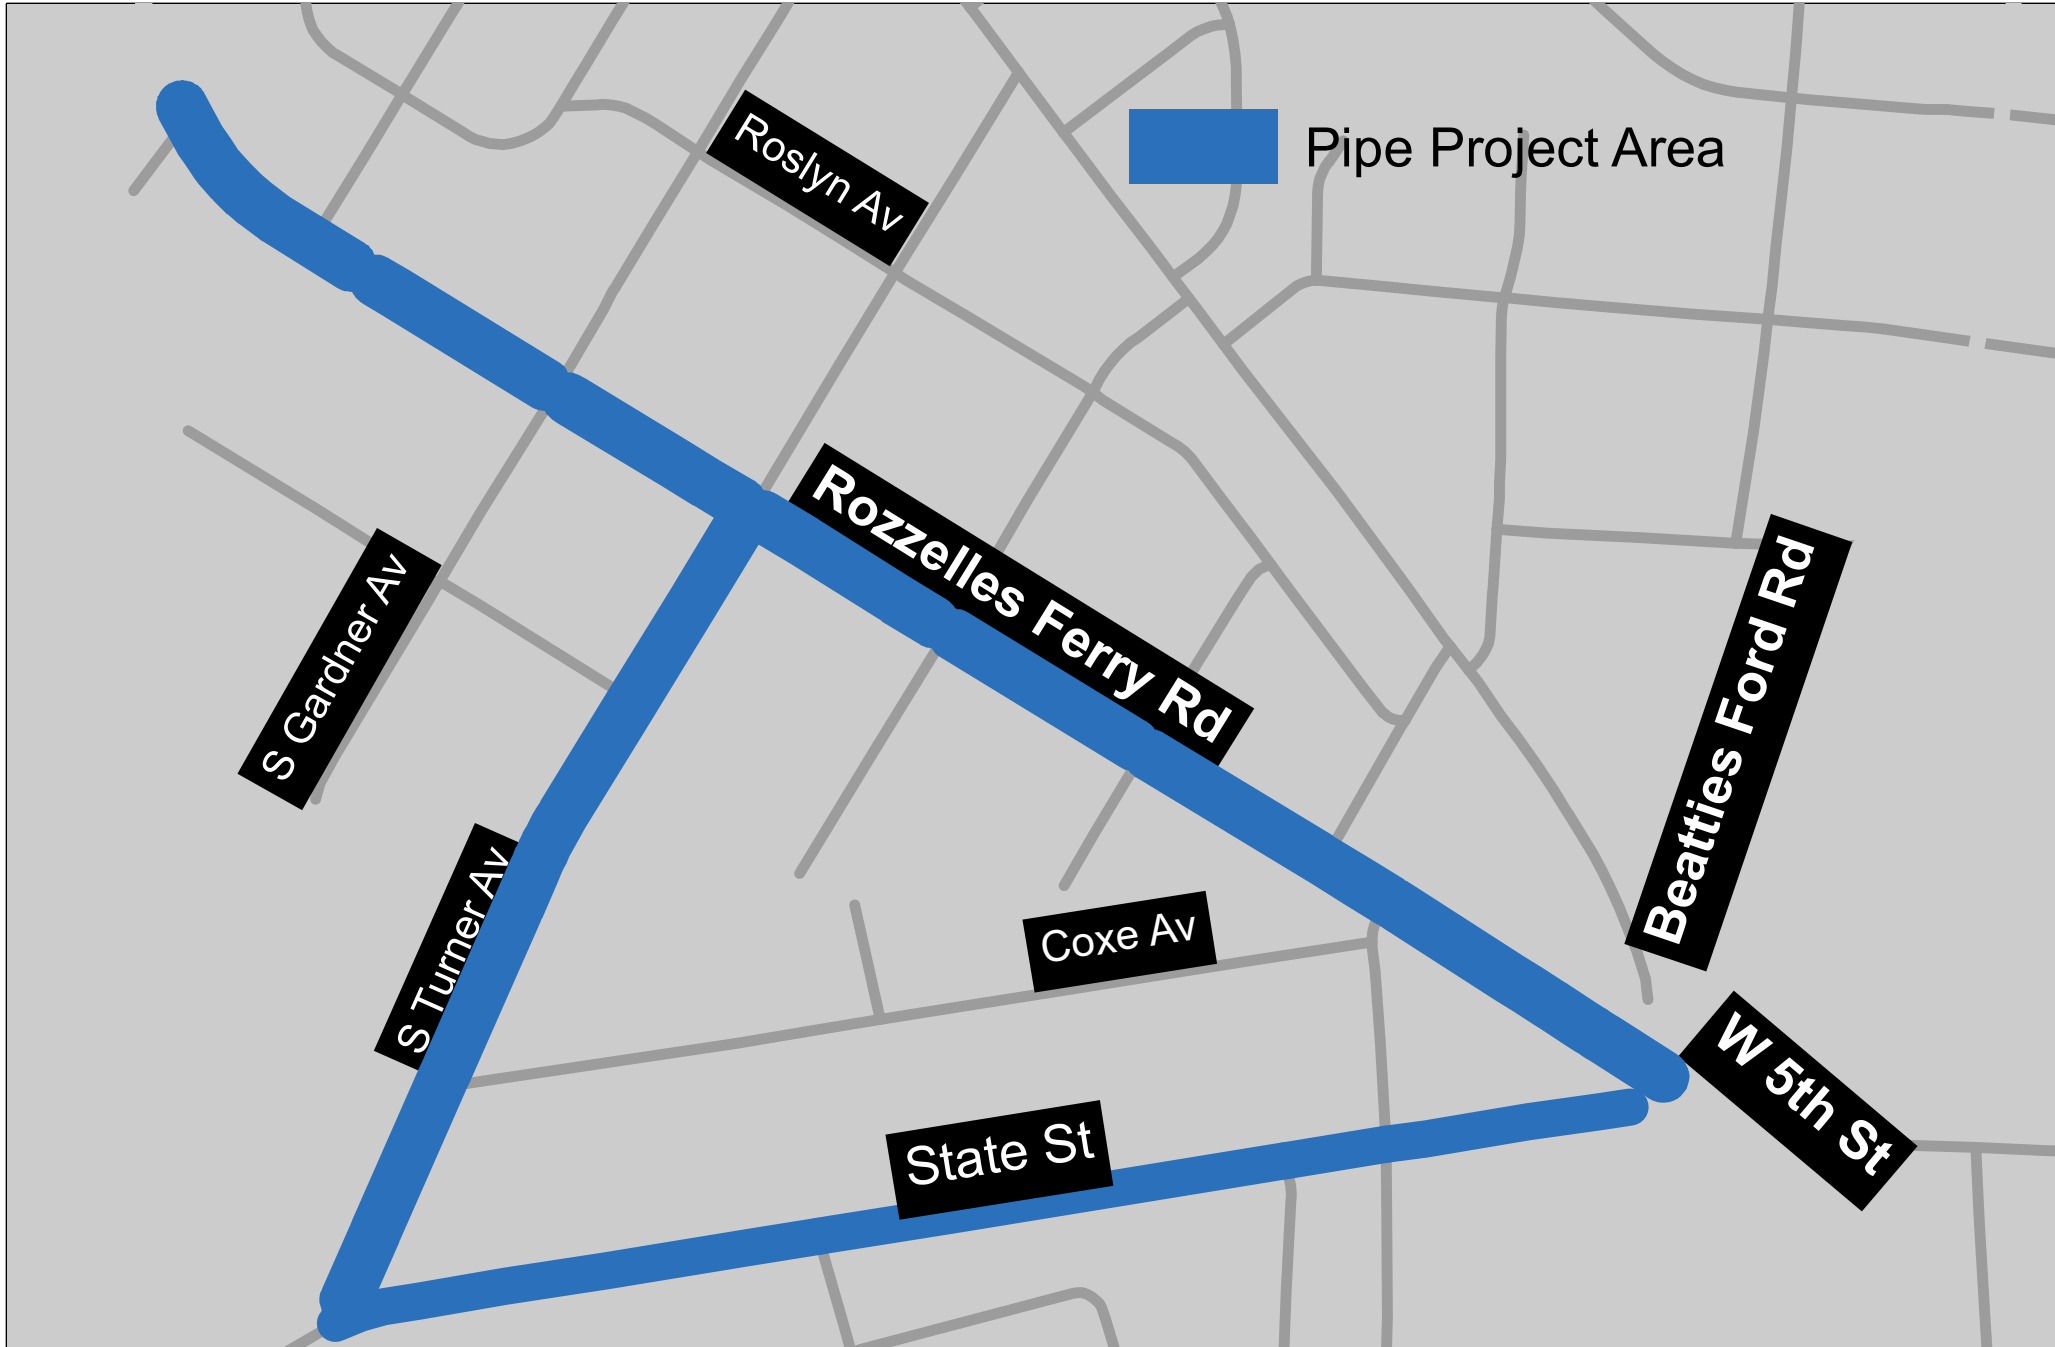 Roslyn Av
Pipe Project Area
Rozzelles Ferry Rd
S Gardner Av
Beatties Ford Rd
S Turner Av
Coxe Av
W 5th St
State St